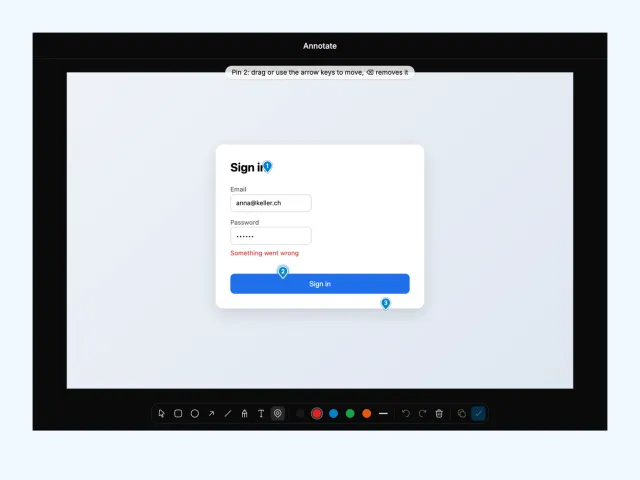 Annotate
Pin 2: drag or use the arrow keys to move, ⌫ removes it
Sign in
1
Email
anna@keller.ch
Password
••••••
Something went wrong
2
Sign in
3
T